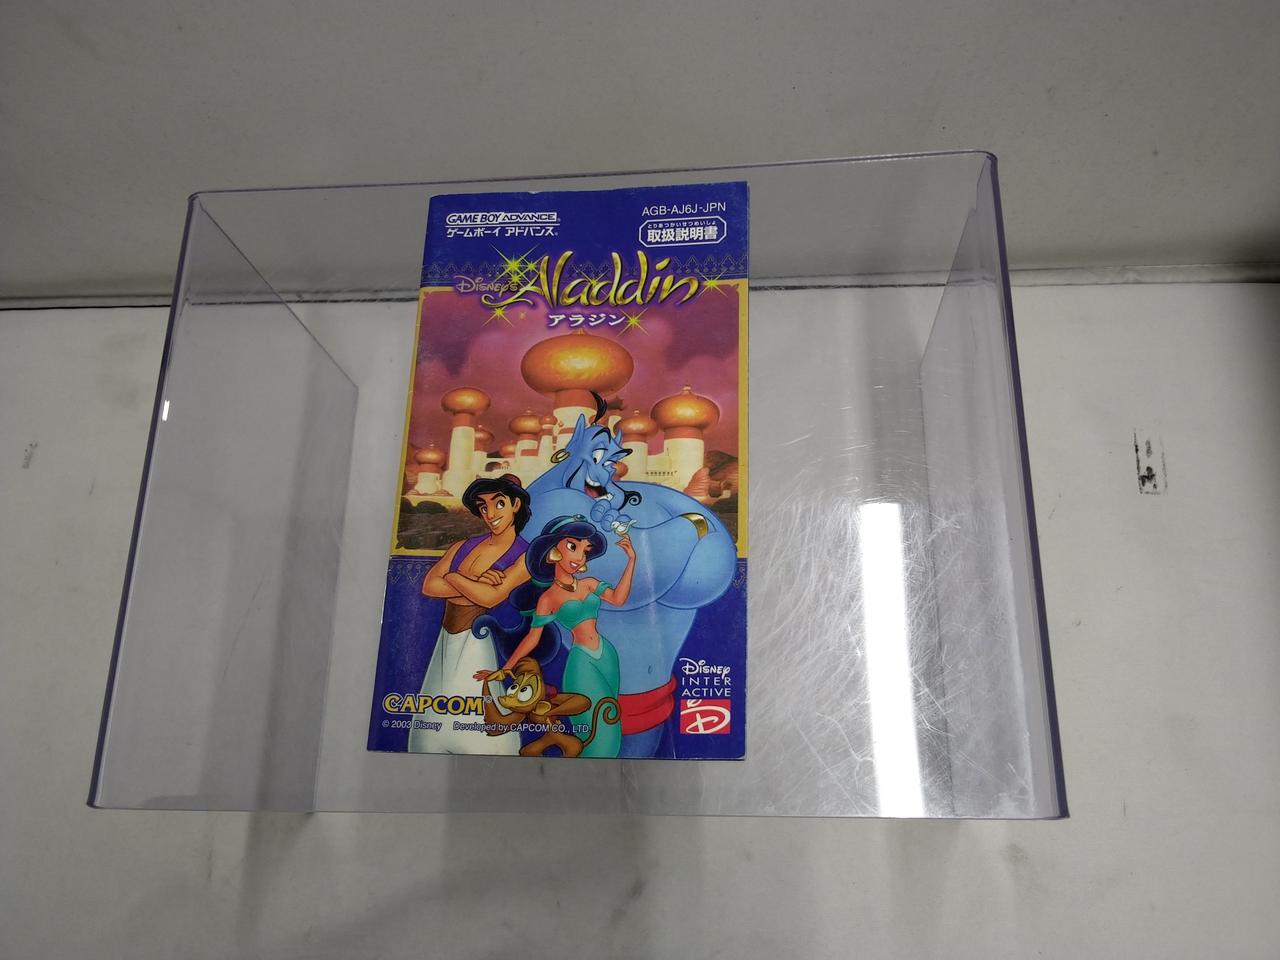 GAME BOY ADVANCE
ゲームボーイ アドバンス
AGB-AJ6J-JPN
とりあつかいせつめいしょ
取扱説明書
DISNEY'S Aladdin
アラジン
CAPCOM®
© 2003 Disney Developed by CAPCOM CO., LTD.
Disney
INTER
ACTIVE
D